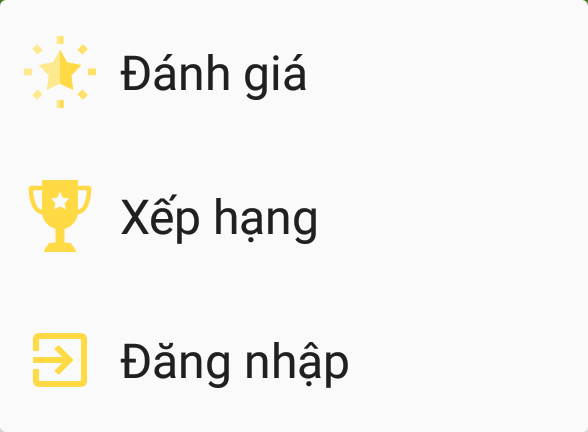 Đánh giá
Xếp hạng
Đăng nhập